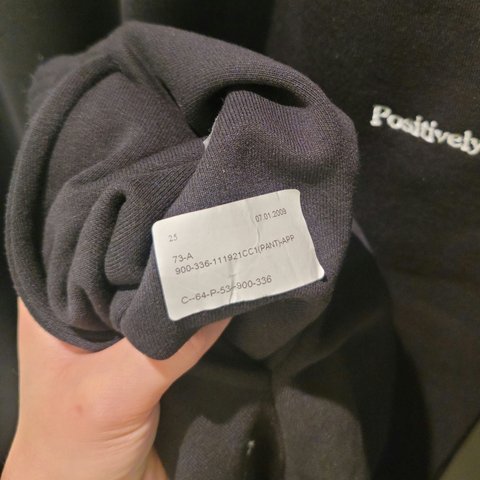 Positively
25 07.01.2009
73-A
900-336-111921CC1(PANT)-APP
C--64-P-53-900-336